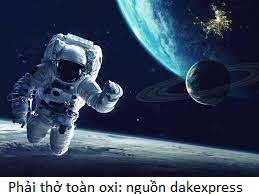 Phải thở toàn oxi: nguồn dakexpress